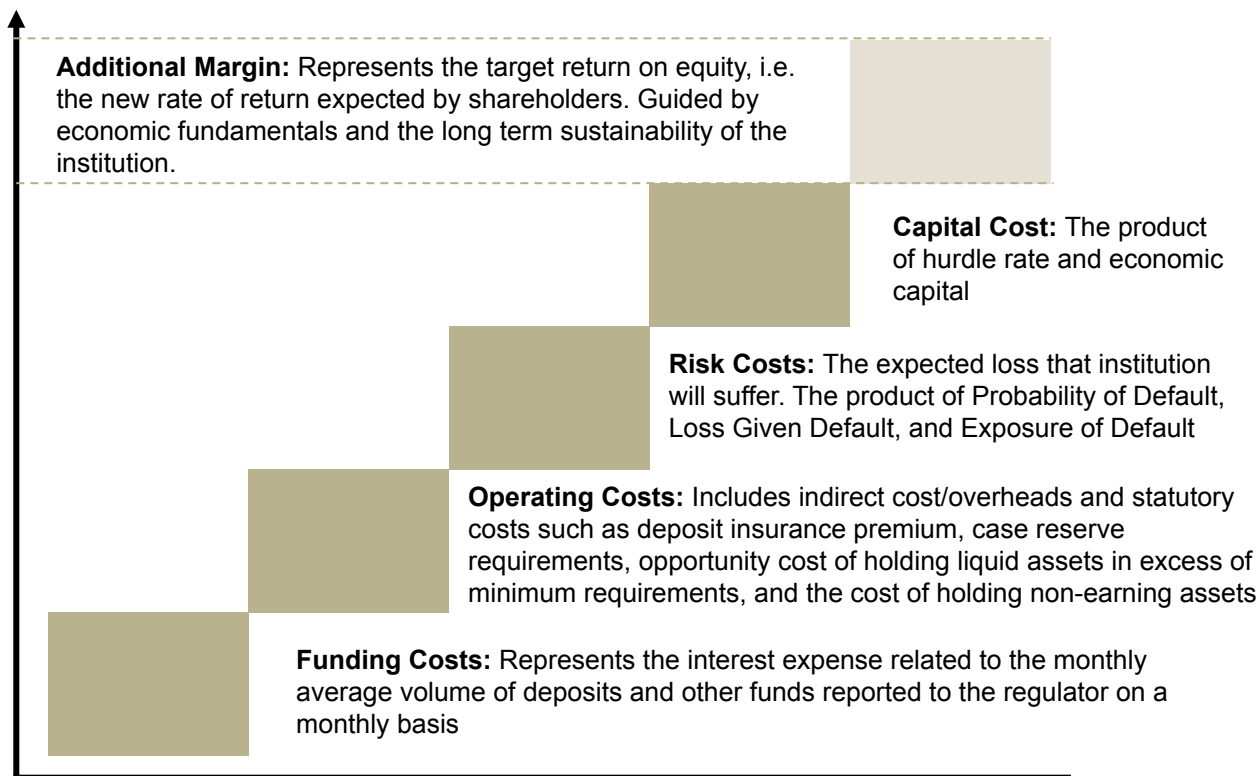 Additional Margin: Represents the target return on equity, i.e.
the new rate of return expected by shareholders. Guided by
economic fundamentals and the long term sustainability of the
institution.
Capital Cost: The product
of hurdle rate and economic
capital
Risk Costs: The expected loss that institution
will suffer. The product of Probability of Default,
Loss Given Default, and Exposure of Default
Operating Costs: Includes indirect cost/overheads and statutory
costs such as deposit insurance premium, case reserve
requirements, opportunity cost of holding liquid assets in excess of
minimum requirements, and the cost of holding non-earning assets
Funding Costs: Represents the interest expense related to the monthly
average volume of deposits and other funds reported to the regulator on a
monthly basis